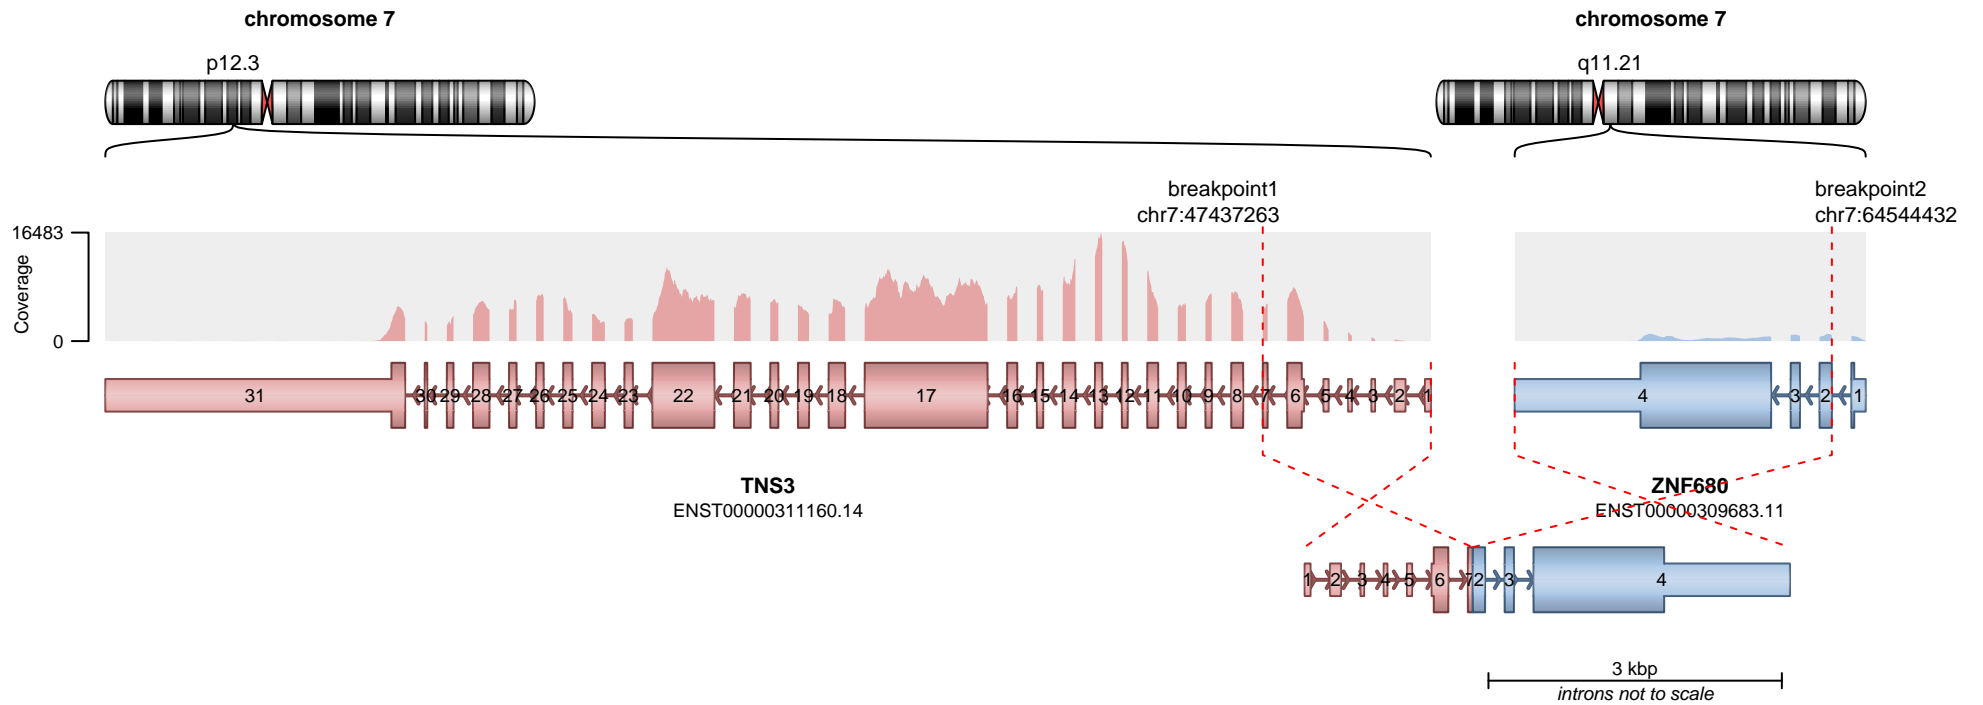 chromosome 7
chromosome 7
p12.3
q11.21
breakpoint1
chr7:47437263
breakpoint2
chr7:64544432
16483
Coverage
0
31 30 29 28 27 26 25 24 23 22 21 20 19 18 17 16 15 14 13 12 11 10 9 8 7 6 5 4 3 2 1
4 3 2 1
TNS3
ENST00000311160.14
ZNF680
ENST00000309683.11
1 2 3 4 5 6 7 2 3 4
3 kbp
introns not to scale